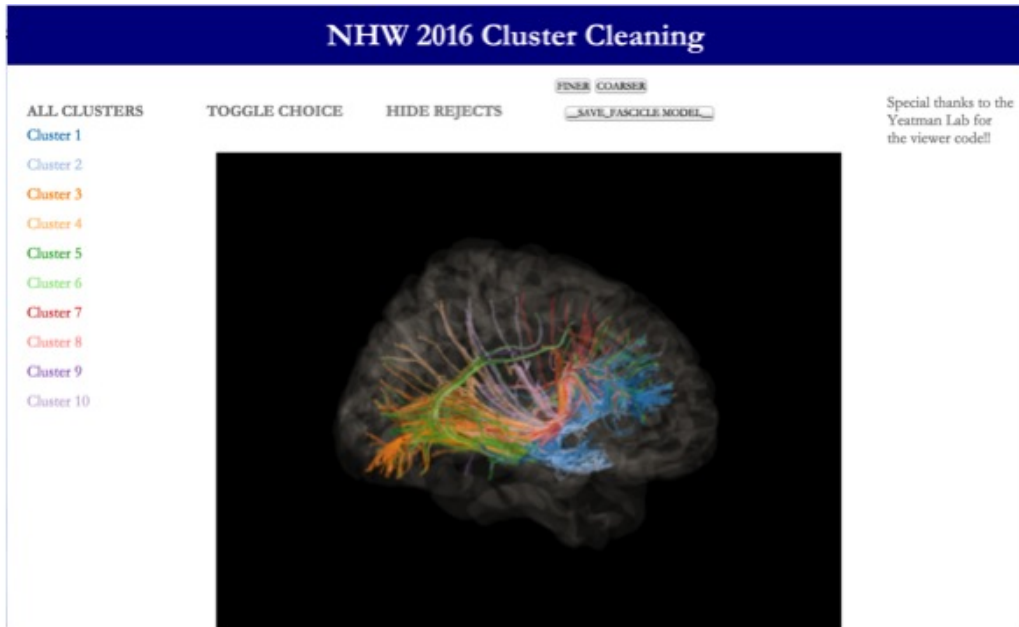 NHW 2016 Cluster Cleaning
FINER COARSER
ALL CLUSTERS TOGGLE CHOICE HIDE REJECTS __SAVE_FASCICLE MODEL__
Special thanks to the
Yeatman Lab for
the viewer code!!
Cluster 1
Cluster 2
Cluster 3
Cluster 4
Cluster 5
Cluster 6
Cluster 7
Cluster 8
Cluster 9
Cluster 10